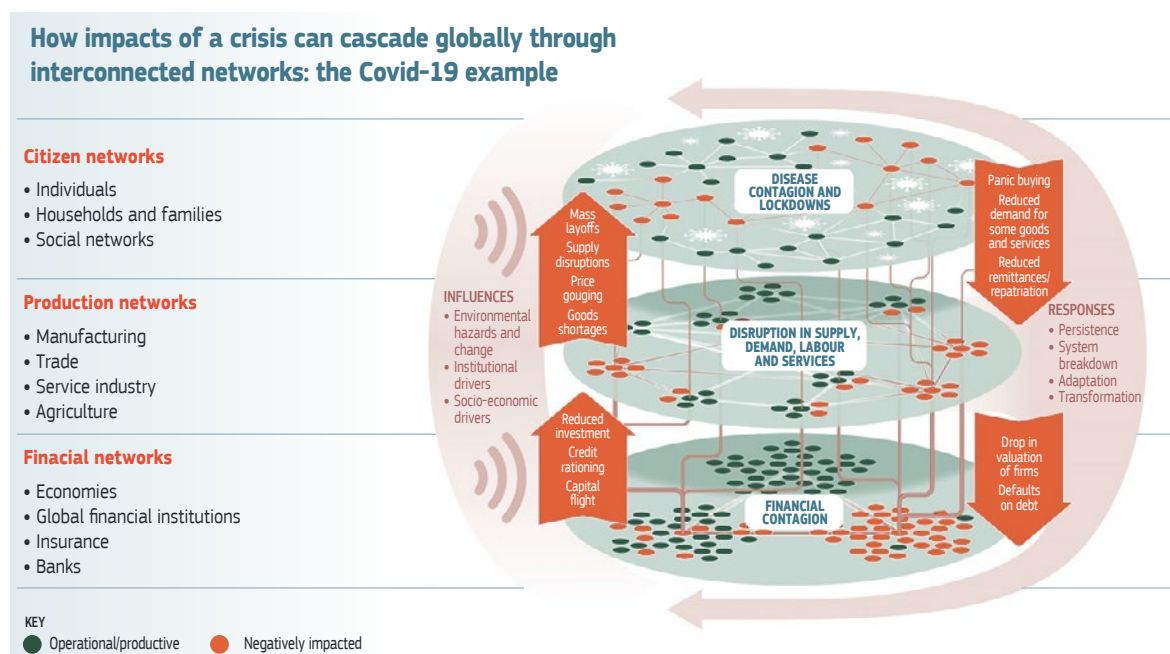 How impacts of a crisis can cascade globally through
interconnected networks: the Covid-19 example
Citizen networks
• Individuals
• Households and families
• Social networks
Production networks
• Manufacturing
• Trade
• Service industry
• Agriculture
Finacial networks
• Economies
• Global financial institutions
• Insurance
• Banks
KEY
Operational/productive
Negatively impacted
INFLUENCES
• Environmental
hazards and
change
• Institutional
drivers
• Socio-economic
drivers
Mass
layoffs
Supply
disruptions
Price
gouging
Goods
shortages
Reduced
investment
Credit
rationing
Capital
flight
DISEASE
CONTAGION AND
LOCKDOWNS
DISRUPTION IN SUPPLY,
DEMAND, LABOUR
AND SERVICES
FINANCIAL
CONTAGION
Panic buying
Reduced
demand for
some goods
and services
Reduced
remittances/
repatriation
Drop in
valuation
of firms
Defaults
on debt
RESPONSES
• Persistence
• System
breakdown
• Adaptation
• Transformation